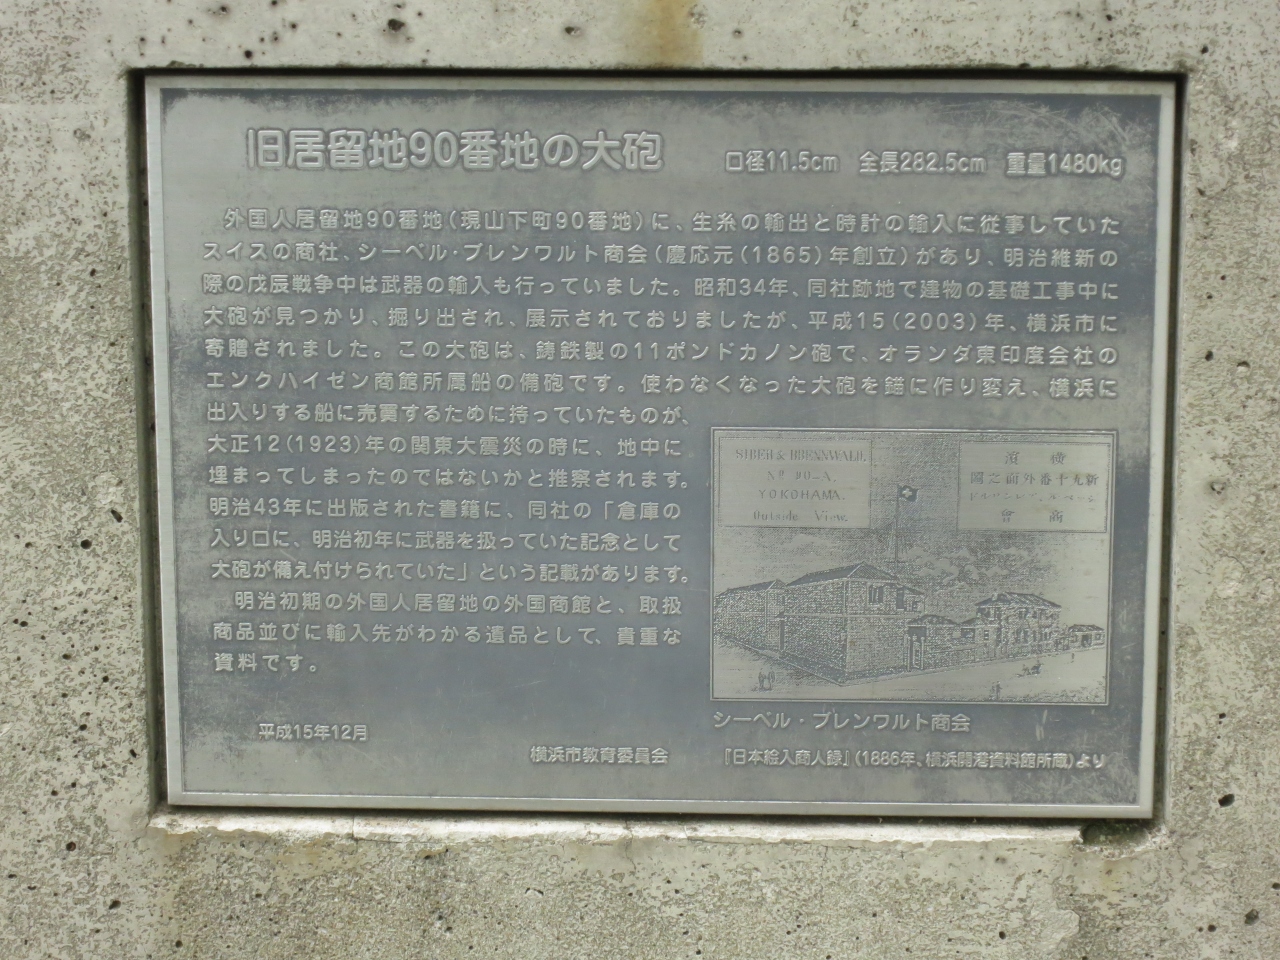 旧居留地90番地の大砲 口径11.5cm 全長282.5cm 重量1480kg
外国人居留地90番地(現山下町90番地)に、生糸の輸出と時計の輸入に従事していた
スイスの商社、シーベル・ブレンワルト商会(慶応元(1865)年創立)があり、明治維新の
際の戊辰戦争中は武器の輸入も行っていました。昭和34年、同社跡地で建物の基礎工事中に
大砲が見つかり、掘り出され、展示されておりましたが、平成15(2003)年、横浜市に
寄贈されました。この大砲は、鋳鉄製の11ポンドカノン砲で、オランダ東印度会社の
エンクハイゼン商館所属船の備砲です。使わなくなった大砲を錨に作り変え、横浜に
出入りする船に売買するために持っていたものが、
大正12(1923)年の関東大震災の時に、地中に
埋まってしまったのではないかと推察されます。
明治43年に出版された書籍に、同社の「倉庫の
入り口に、明治初年に武器を扱っていた記念として
大砲が備え付けられていた」という記載があります。
明治初期の外国人居留地の外国商館と、取扱
商品並びに輸入先がわかる遺品として、貴重な
資料です。
SIBER & BRENNWALD.
Nº 90-A.
YOKOHAMA.
Outside View.
横濱
新九十番外面之圖
商會
シーベル・ブレンワルト商会
平成15年12月
横浜市教育委員会
『日本絵入商人録』(1886年、横浜開港資料館所蔵)より